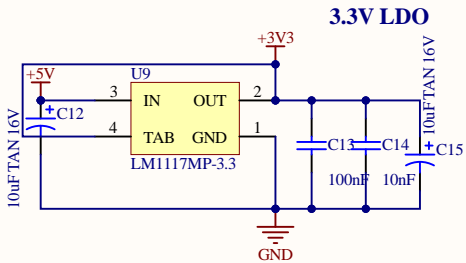 3.3V LDO
+3V3
+5V
U9
3 IN OUT 2
4 TAB GND 1
LM1117MP-3.3
C12
10uF TAN 16V
C13
100nF
C14
10nF
C15
10uF TAN 16V
GND